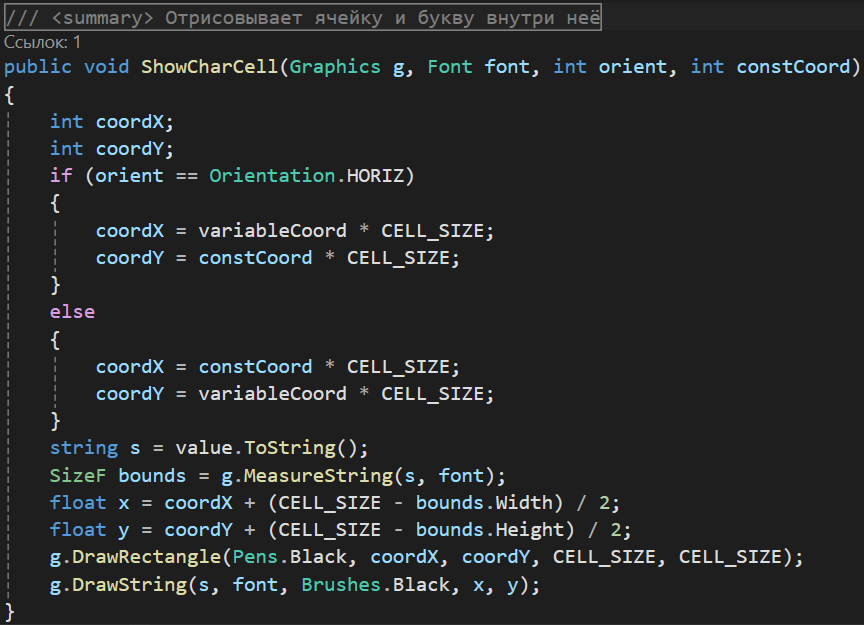 /// <summary> Отрисовывает ячейку и букву внутри неё
Ссылок: 1
public void ShowCharCell(Graphics g, Font font, int orient, int constCoord)
{
int coordX;
int coordY;
if (orient == Orientation.HORIZ)
{
coordX = variableCoord * CELL_SIZE;
coordY = constCoord * CELL_SIZE;
}
else
{
coordX = constCoord * CELL_SIZE;
coordY = variableCoord * CELL_SIZE;
}
string s = value.ToString();
SizeF bounds = g.MeasureString(s, font);
float x = coordX + (CELL_SIZE - bounds.Width) / 2;
float y = coordY + (CELL_SIZE - bounds.Height) / 2;
g.DrawRectangle(Pens.Black, coordX, coordY, CELL_SIZE, CELL_SIZE);
g.DrawString(s, font, Brushes.Black, x, y);
}